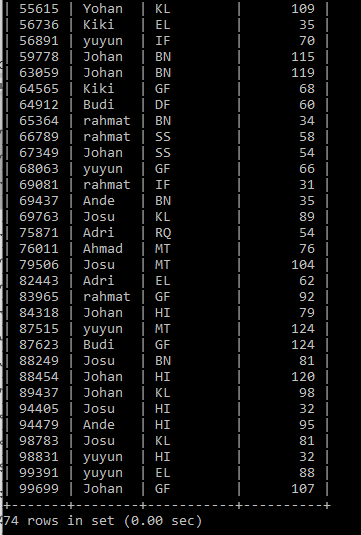 | 55615 | Yohan | KL | 109 |
| 56736 | Kiki | EL | 35 |
| 56891 | yuyun | IF | 70 |
| 59778 | Johan | BN | 115 |
| 63059 | Johan | BN | 119 |
| 64565 | Kiki | GF | 68 |
| 64912 | Budi | DF | 60 |
| 65364 | rahmat | BN | 34 |
| 66789 | rahmat | SS | 58 |
| 67349 | Johan | SS | 54 |
| 68063 | yuyun | GF | 66 |
| 69081 | rahmat | IF | 31 |
| 69437 | Ande | BN | 35 |
| 69763 | Josu | KL | 89 |
| 75871 | Adri | RQ | 54 |
| 76011 | Ahmad | MT | 76 |
| 79506 | Josu | MT | 104 |
| 82443 | Adri | EL | 62 |
| 83965 | rahmat | GF | 92 |
| 84318 | Johan | HI | 79 |
| 87515 | yuyun | MT | 124 |
| 87623 | Budi | GF | 124 |
| 88249 | Josu | BN | 81 |
| 88454 | Johan | HI | 120 |
| 89437 | Johan | KL | 98 |
| 94405 | Josu | HI | 32 |
| 94479 | Ande | HI | 95 |
| 98783 | Josu | KL | 81 |
| 98831 | yuyun | HI | 32 |
| 99391 | yuyun | EL | 88 |
| 99699 | Johan | GF | 107 |
+-------+--------+----------+----------+
74 rows in set (0.00 sec)